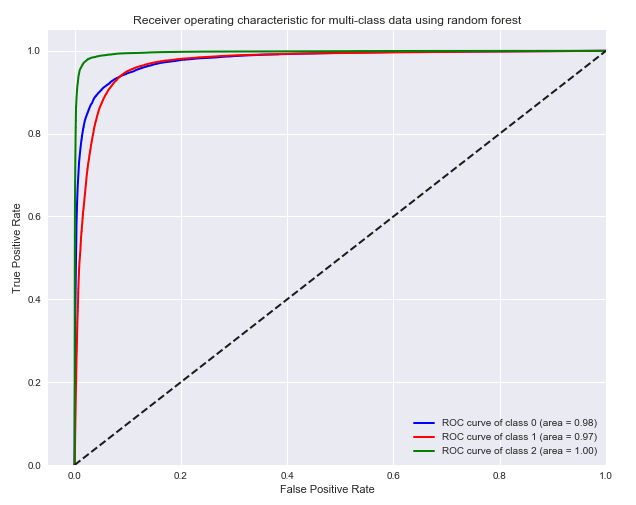 Receiver operating characteristic for multi-class data using random forest
1.0
0.8
0.6
0.4
0.2
0.0
True Positive Rate
ROC curve of class 0 (area = 0.98)
ROC curve of class 1 (area = 0.97)
ROC curve of class 2 (area = 1.00)
0.0 0.2 0.4 0.6 0.8 1.0
False Positive Rate